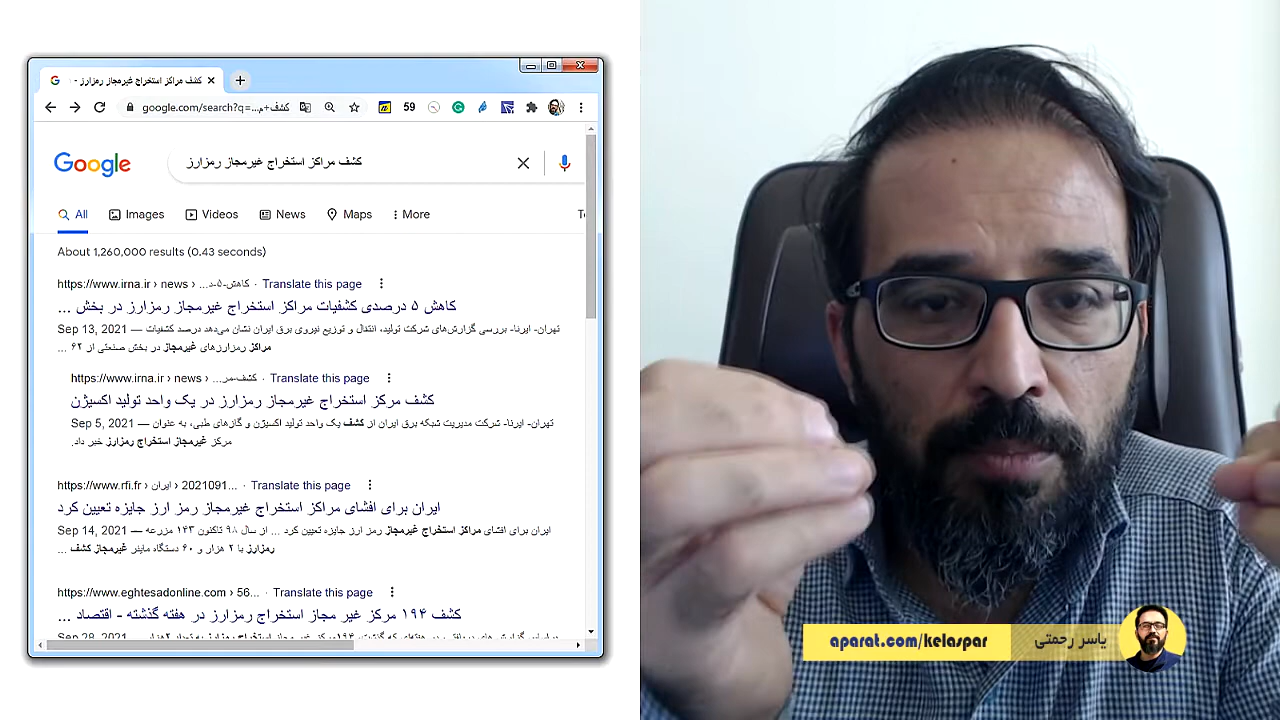 کشف مراکز استخراج غیرمجاز رمزارز -
google.com/search?q=...کشف+م
59
Google
کشف مراکز استخراج غیرمجاز رمزارز
All
Images
Videos
News
Maps
More
About 1,260,000 results (0.43 seconds)
https://www.irna.ir › news › ...کاهش-۵-د · Translate this page
کاهش ۵ درصدی کشفیات مراکز استخراج غیرمجاز رمزارز در بخش ...
Sep 13, 2021 — تهران- ایرنا- بررسی گزارش‌های شرکت تولید، انتقال و توزیع نیروی برق ایران نشان می‌دهد درصد کشفیات
مراکز رمزارزهای غیرمجاز در بخش صنعتی از ۶۲ ...
https://www.irna.ir › news › ...کشف-مر · Translate this page
کشف مرکز استخراج غیرمجاز رمزارز در یک واحد تولید اکسیژن
Sep 5, 2021 — تهران- ایرنا- شرکت مدیریت شبکه برق ایران از کشف یک واحد تولید اکسیژن و گازهای طبی، به عنوان
مرکز غیرمجاز استخراج رمزارز خبر داد.
https://www.rfi.fr › ایران › 2021091... · Translate this page
ایران برای افشای مراکز استخراج غیرمجاز رمز ارز جایزه تعیین کرد
Sep 14, 2021 — ایران برای افشای مراکز استخراج غیرمجاز رمز ارز جایزه تعیین کرد ... از سال ۹۸ تاکنون ۱۴۳ مزرعه
رمزارز با ۲ هزار و ۶۰ دستگاه ماینر غیرمجاز کشف ...
https://www.eghtesadonline.com › 56... · Translate this page
کشف ۱۹۴ مرکز غیر مجاز استخراج رمزارز در هفته گذشته - اقتصاد ...
Sep 28, 2021 —
aparat.com/kelaspar
یاسر رحمتی